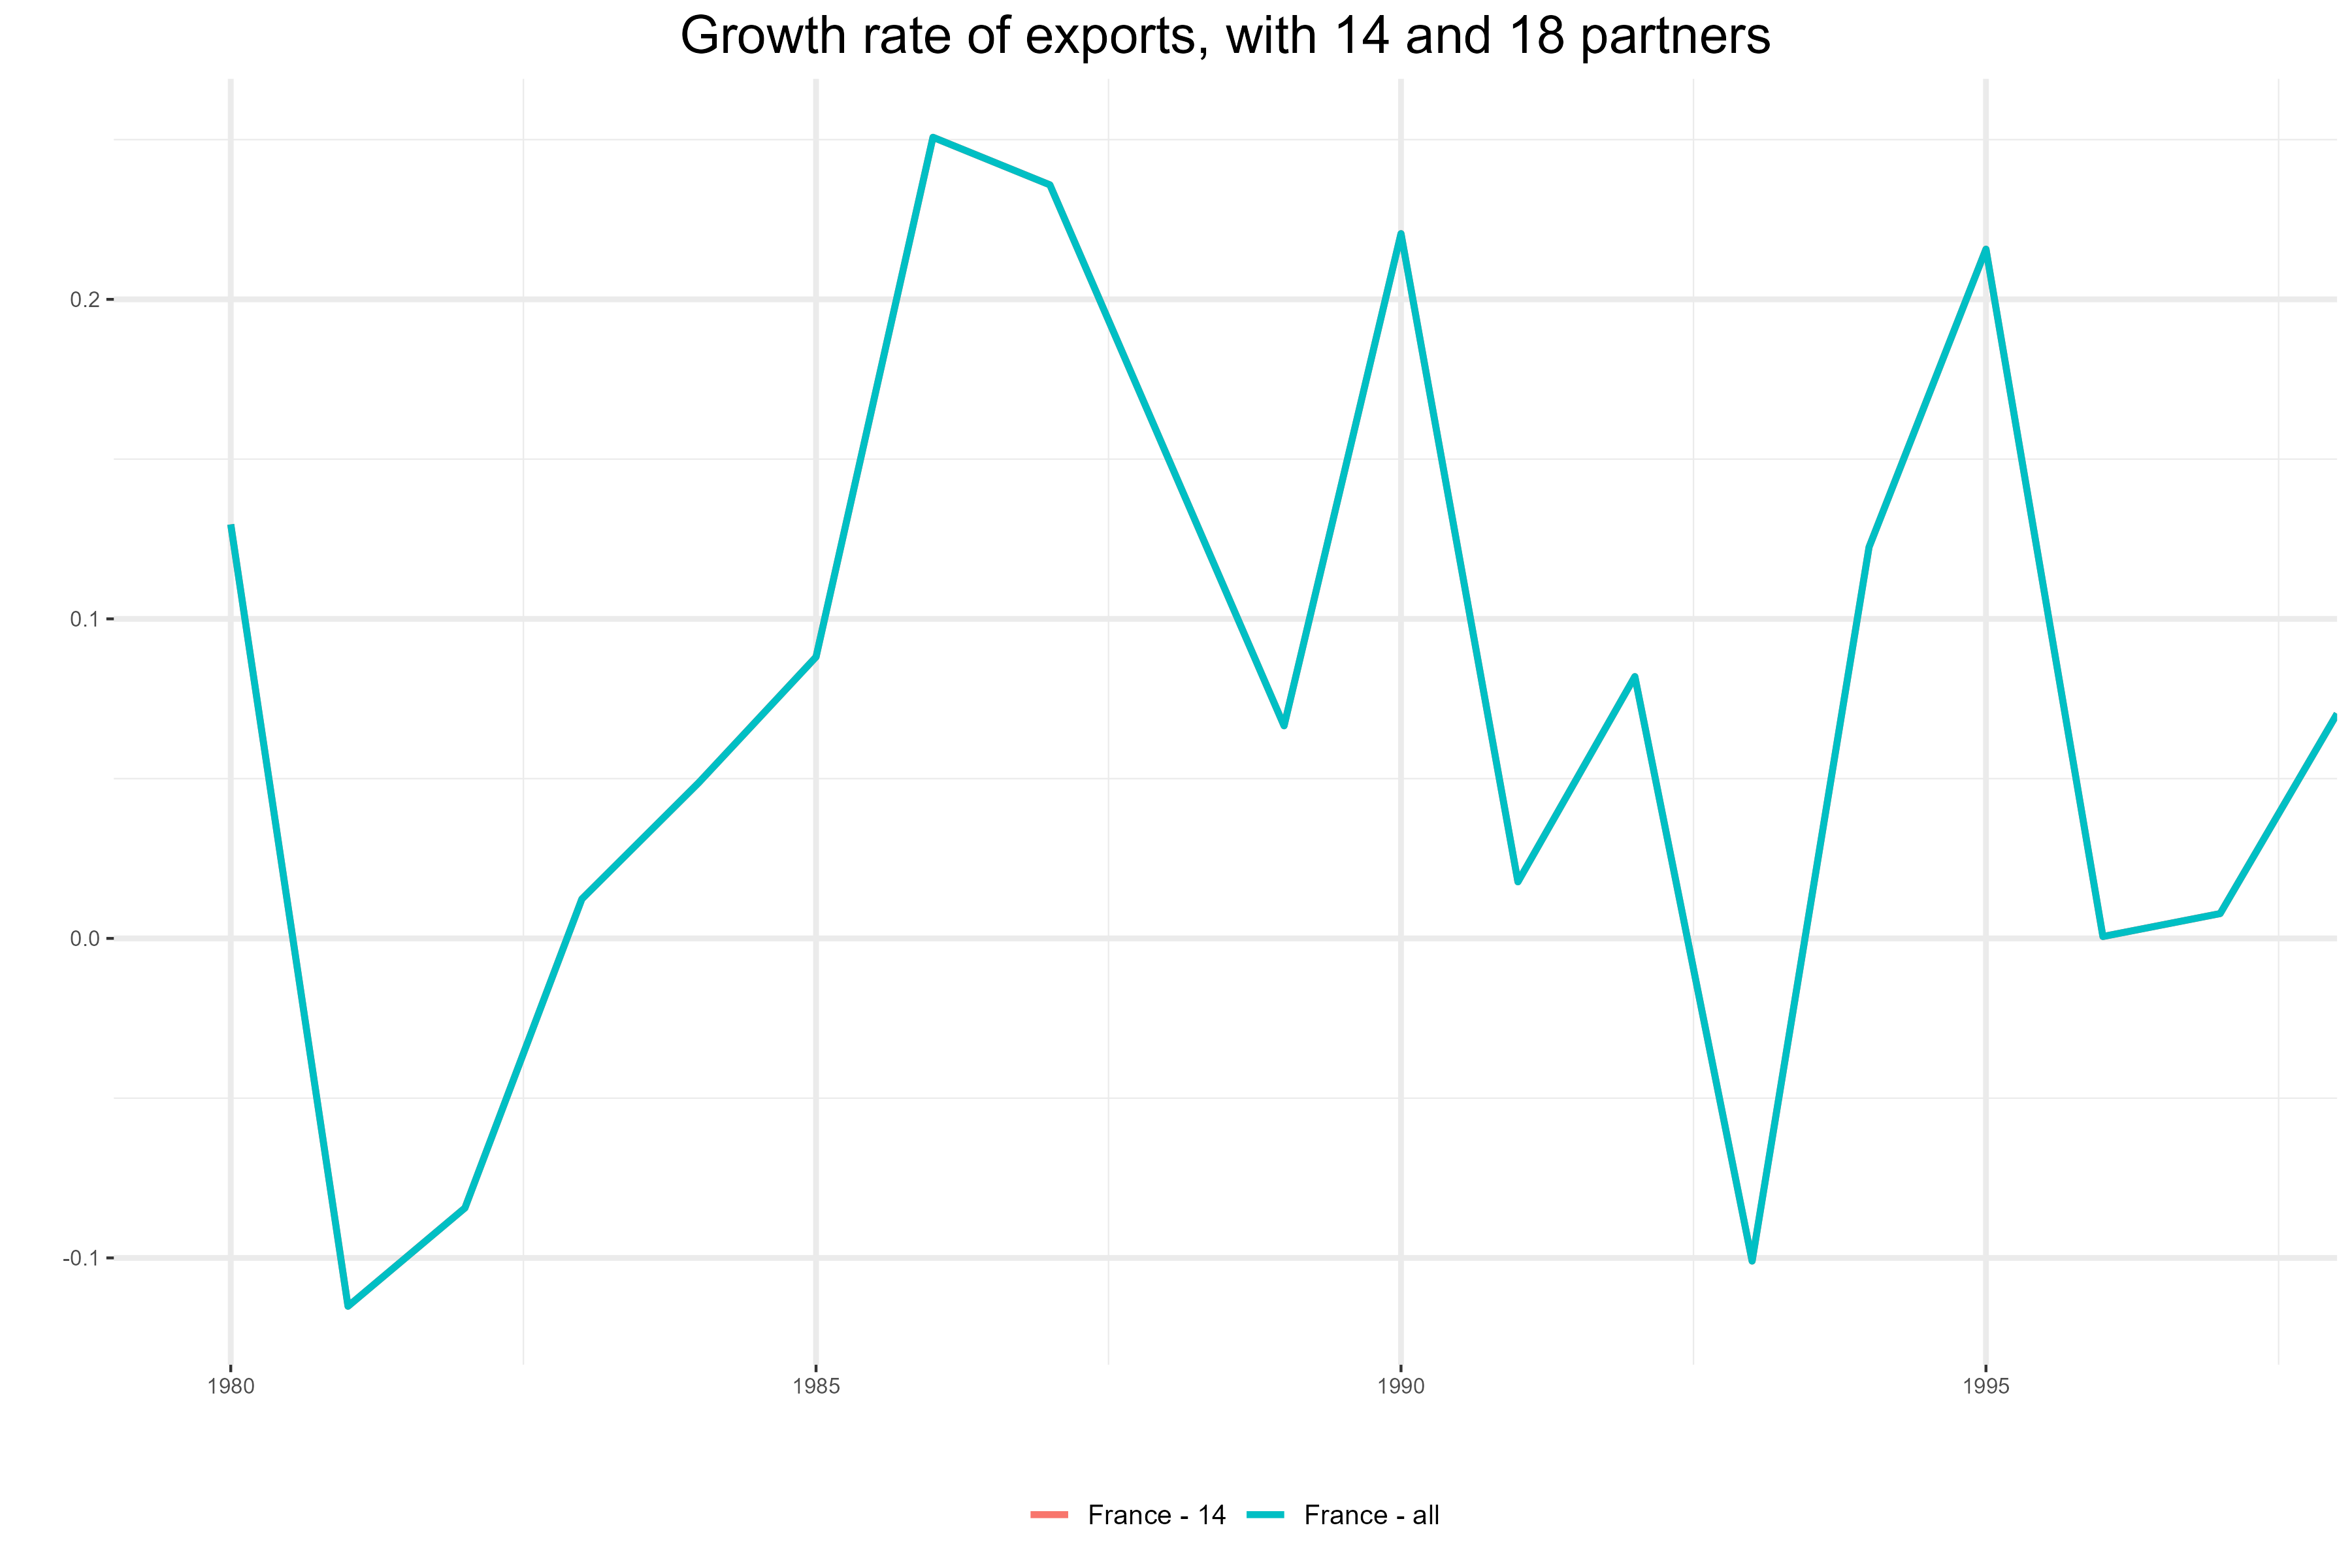 Growth rate of exports, with 14 and 18 partners
0.2
0.1
0.0
-0.1
1980 1985 1990 1995
France - 14 France - all